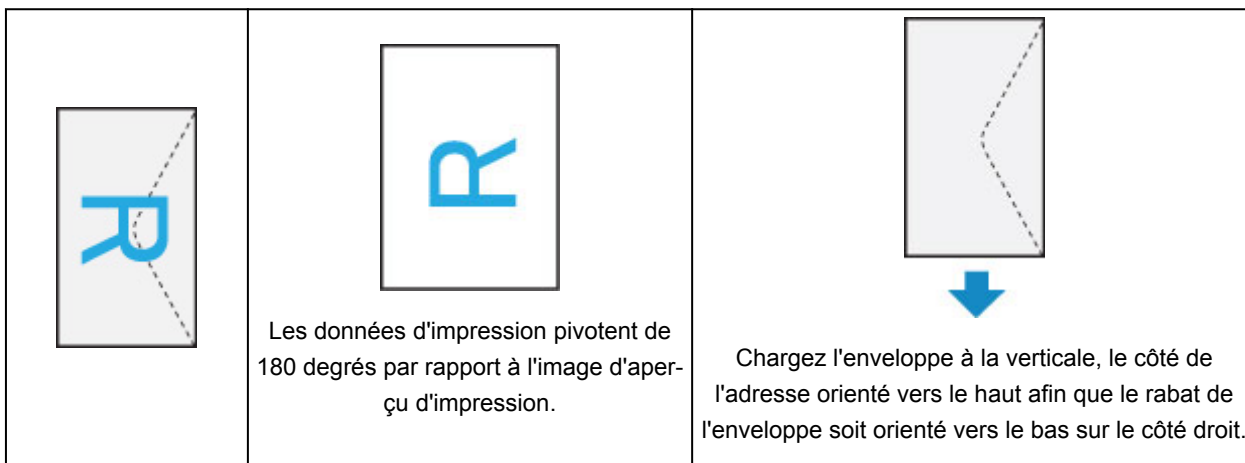 R
R
Les données d'impression pivotent de
180 degrés par rapport à l'image d'aper-
çu d'impression.
Chargez l'enveloppe à la verticale, le côté de
l'adresse orienté vers le haut afin que le rabat de
l'enveloppe soit orienté vers le bas sur le côté droit.